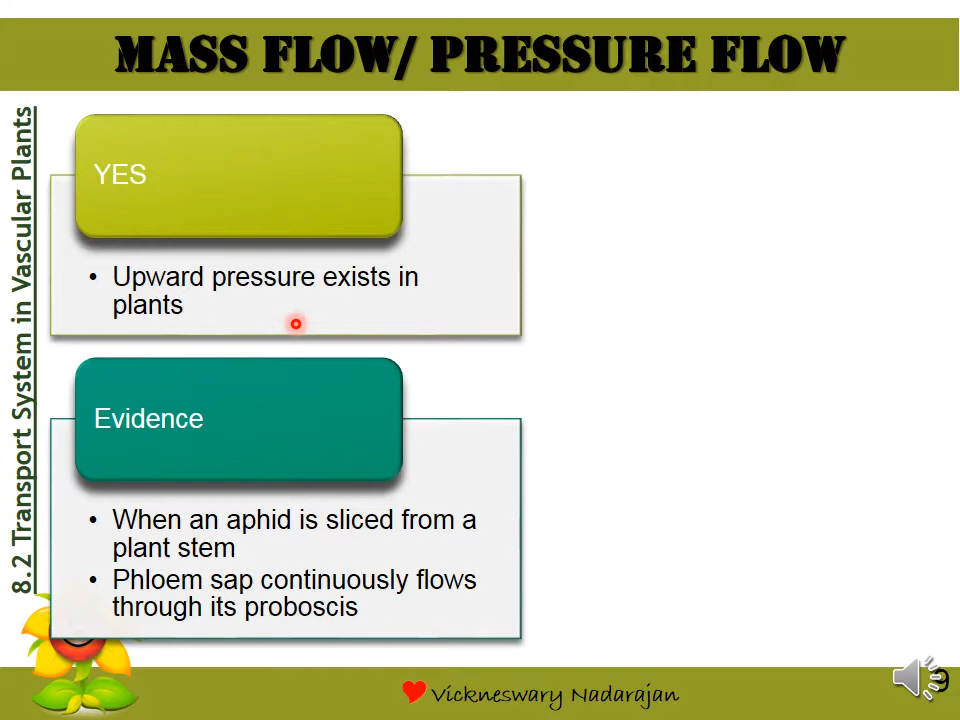 MASS FLOW/ PRESSURE FLOW
8.2 Transport System in Vascular Plants
YES
• Upward pressure exists in
plants
Evidence
• When an aphid is sliced from a
plant stem
• Phloem sap continuously flows
through its proboscis
Vickneswary Nadarajan
9